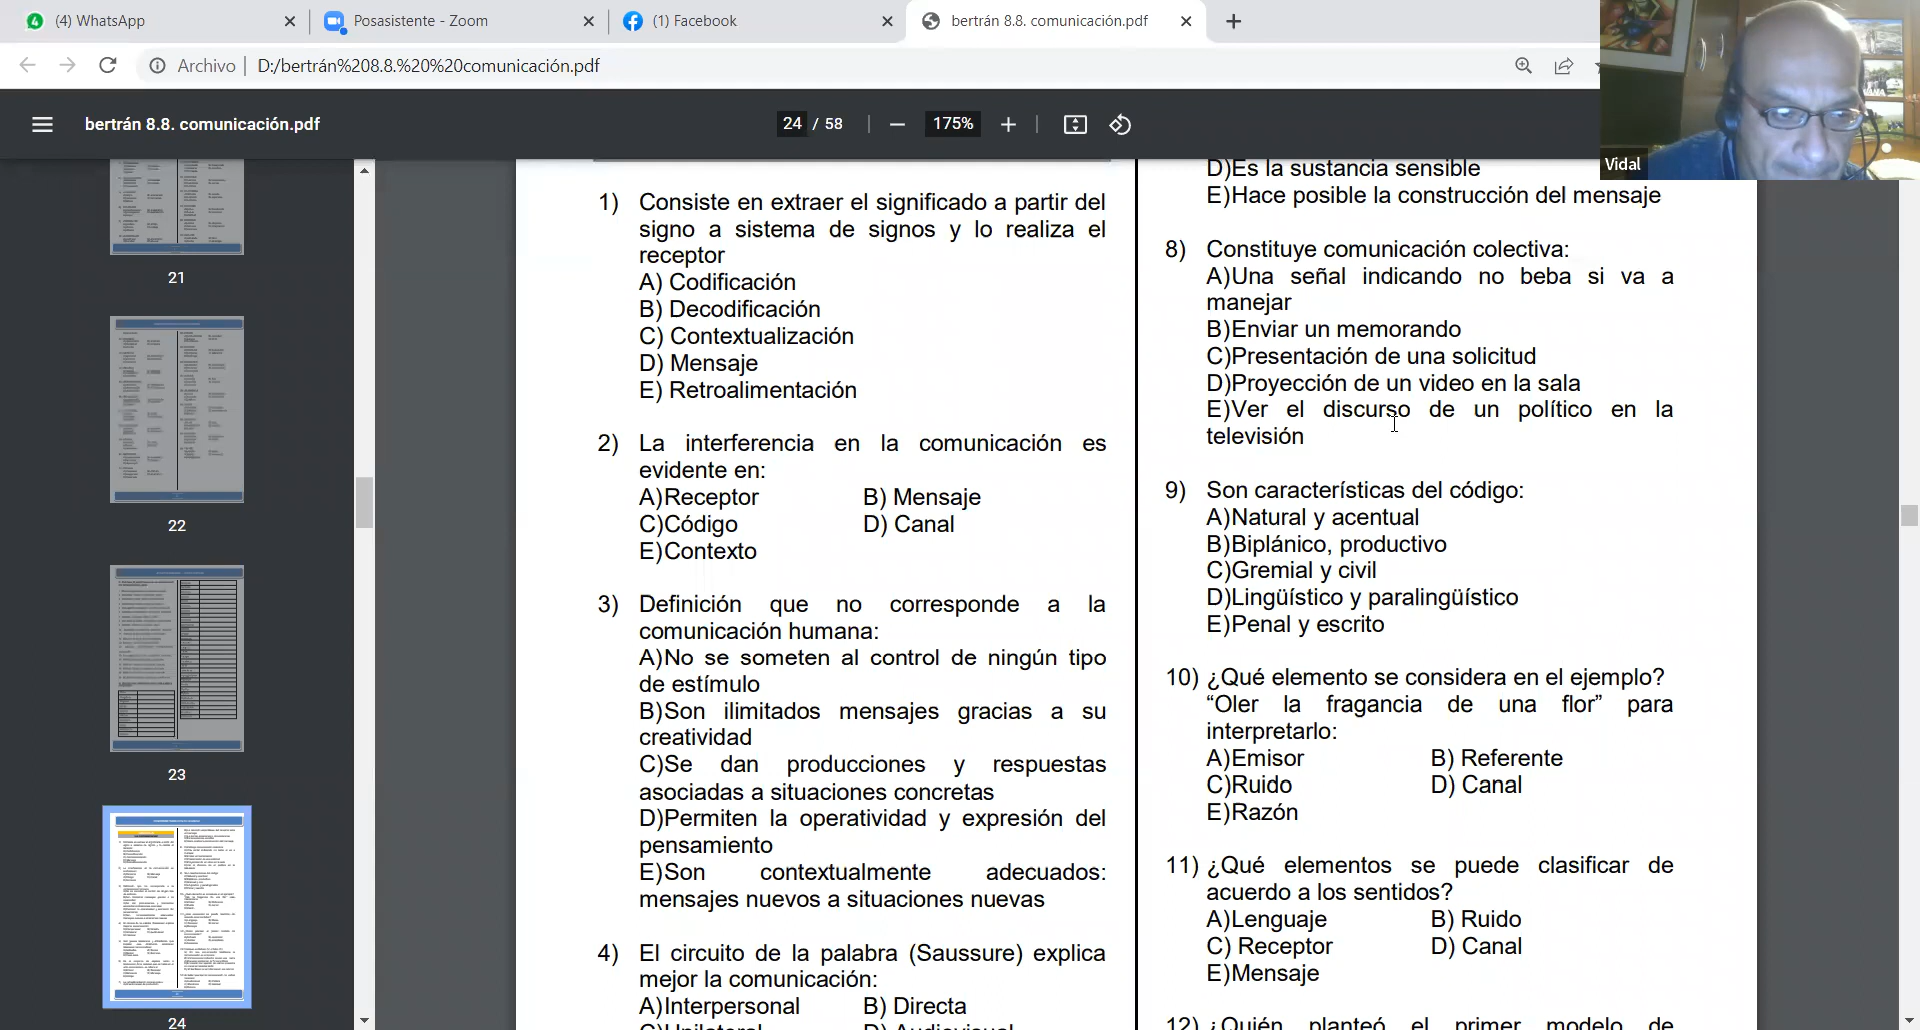 (4) WhatsApp
Posasistente - Zoom
(1) Facebook
bertrán 8.8. comunicación.pdf
Archivo
D:/bertrán%208.8.%20%20comunicación.pdf
bertrán 8.8. comunicación.pdf
24 / 58
175%
Vidal
21
22
23
24
1) Consiste en extraer el significado a partir del
signo a sistema de signos y lo realiza el
receptor
A) Codificación
B) Decodificación
C) Contextualización
D) Mensaje
E) Retroalimentación
2) La interferencia en la comunicación es
evidente en:
A)Receptor B) Mensaje
C)Código D) Canal
E)Contexto
3) Definición que no corresponde a la
comunicación humana:
A)No se someten al control de ningún tipo
de estímulo
B)Son ilimitados mensajes gracias a su
creatividad
C)Se dan producciones y respuestas
asociadas a situaciones concretas
D)Permiten la operatividad y expresión del
pensamiento
E)Son contextualmente adecuados:
mensajes nuevos a situaciones nuevas
4) El circuito de la palabra (Saussure) explica
mejor la comunicación:
A)Interpersonal B) Directa
C)Unilateral D) Audiovisual
D)Es la sustancia sensible
E)Hace posible la construcción del mensaje
8) Constituye comunicación colectiva:
A)Una señal indicando no beba si va a
manejar
B)Enviar un memorando
C)Presentación de una solicitud
D)Proyección de un video en la sala
E)Ver el discurso de un político en la
televisión
9) Son características del código:
A)Natural y acentual
B)Biplánico, productivo
C)Gremial y civil
D)Lingüístico y paralingüístico
E)Penal y escrito
10) ¿Qué elemento se considera en el ejemplo?
“Oler la fragancia de una flor” para
interpretarlo:
A)Emisor B) Referente
C)Ruido D) Canal
E)Razón
11) ¿Qué elementos se puede clasificar de
acuerdo a los sentidos?
A)Lenguaje B) Ruido
C) Receptor D) Canal
E)Mensaje
12) ¿Quién planteó el primer modelo de